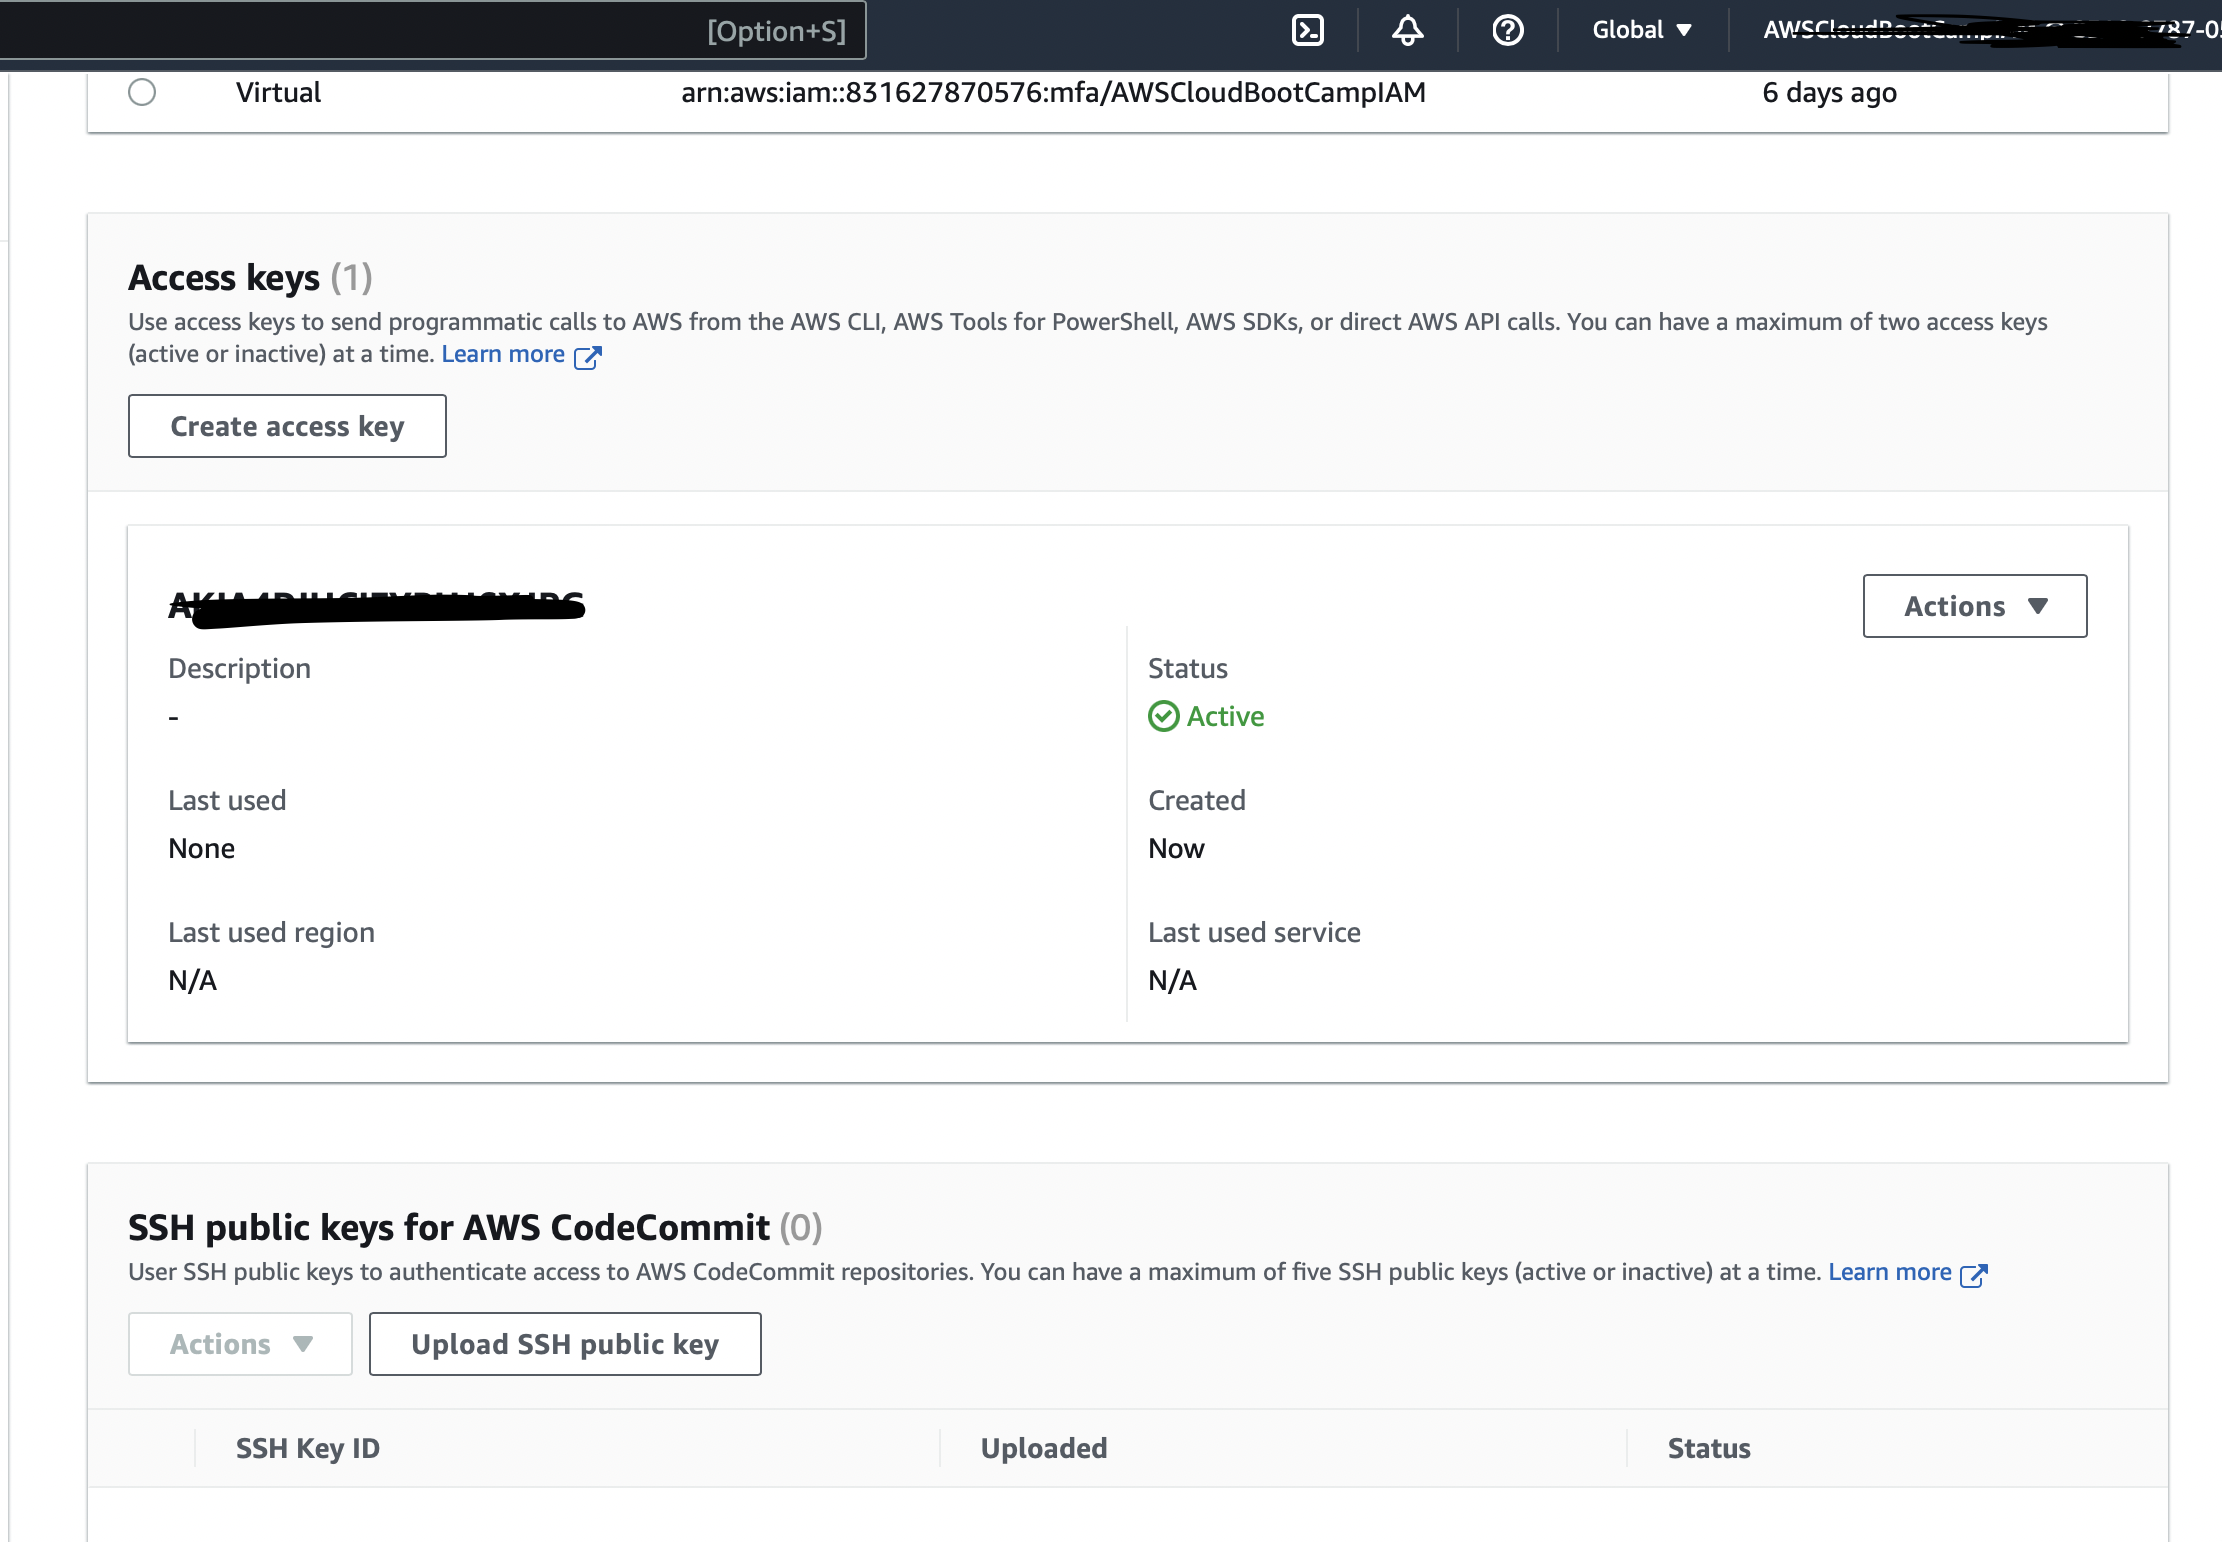 [Option+S]
Global
Virtual arn:aws:iam::831627870576:mfa/AWSCloudBootCampIAM 6 days ago
Access keys (1)
Use access keys to send programmatic calls to AWS from the AWS CLI, AWS Tools for PowerShell, AWS SDKs, or direct AWS API calls. You can have a maximum of two access keys
(active or inactive) at a time. Learn more
Create access key
Actions
Description
-
Status
Active
Last used
None
Created
Now
Last used region
N/A
Last used service
N/A
SSH public keys for AWS CodeCommit (0)
User SSH public keys to authenticate access to AWS CodeCommit repositories. You can have a maximum of five SSH public keys (active or inactive) at a time. Learn more
Actions Upload SSH public key
SSH Key ID Uploaded Status